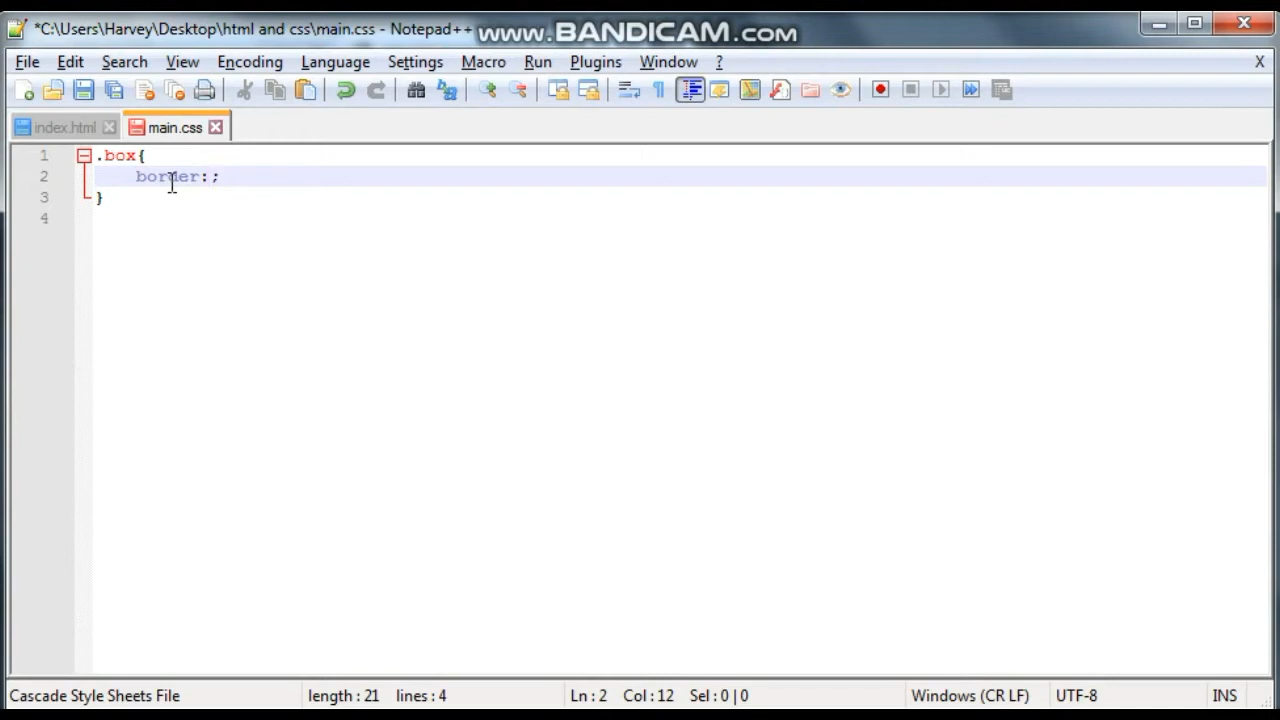 *C:\Users\Harvey\Desktop\html and css\main.css - Notepad++
www.BANDICAM.com
File Edit Search View Encoding Language Settings Macro Run Plugins Window ? X
index.html main.css
1 .box{
2 border:;
3 }
4
Cascade Style Sheets File length : 21 lines : 4 Ln : 2 Col : 12 Sel : 0 | 0 Windows (CR LF) UTF-8 INS